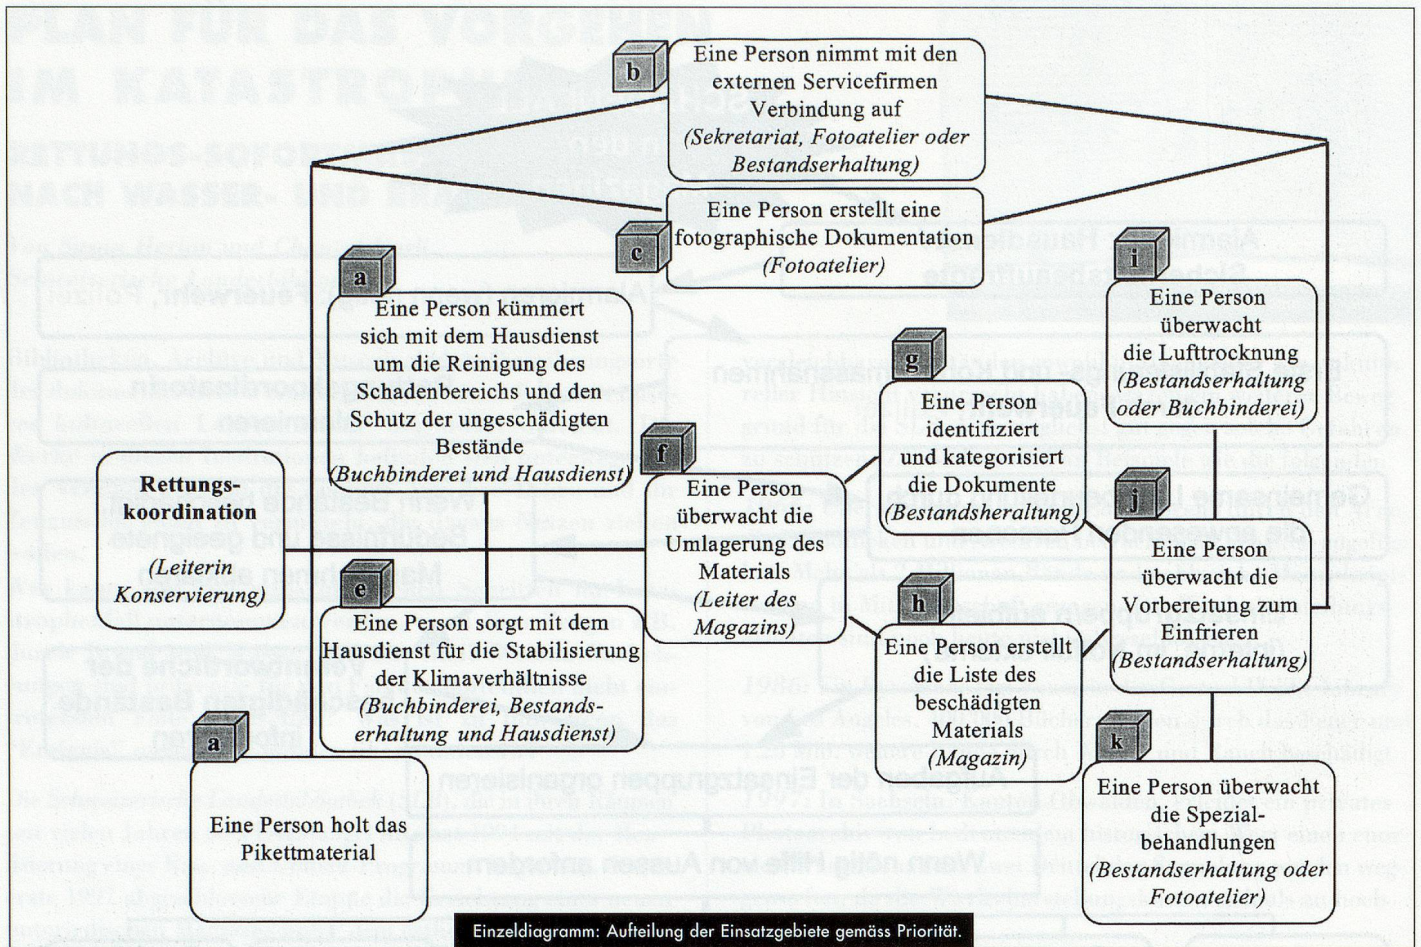 b
Eine Person nimmt mit den
externen Servicefirmen
Verbindung auf
(Sekretariat, Fotoatelier oder
Bestandserhaltung)
c
Eine Person erstellt eine
fotographische Dokumentation
(Fotoatelier)
a
Eine Person kümmert
sich mit dem Hausdienst
um die Reinigung des
Schadenbereichs und den
Schutz der ungeschädigten
Bestände
(Buchbinderei und Hausdienst)
Rettungs-
koordination
(Leiterin
Konservierung)
e
Eine Person sorgt mit dem
Hausdienst für die Stabilisierung
der Klimaverhältnisse
(Buchbinderei, Bestands-
erhaltung und Hausdienst)
a
Eine Person holt das
Pikettmaterial
f
Eine Person
überwacht die
Umlagerung des
Materials
(Leiter des
Magazins)
g
Eine Person
identifiziert
und kategorisiert
die Dokumente
(Bestandsheraltung)
h
Eine Person erstellt
die Liste des
beschädigten
Materials
(Magazin)
i
Eine Person
überwacht
die Lufttrocknung
(Bestandserhaltung
oder Buchbinderei)
j
Eine Person
überwacht die
Vorbereitung zum
Einfrieren
(Bestandserhaltung)
k
Eine Person überwacht
die Spezial-
behandlungen
(Bestandserhaltung oder
Fotoatelier)
Einzeldiagramm: Aufteilung der Einsatzgebiete gemäss Priorität.